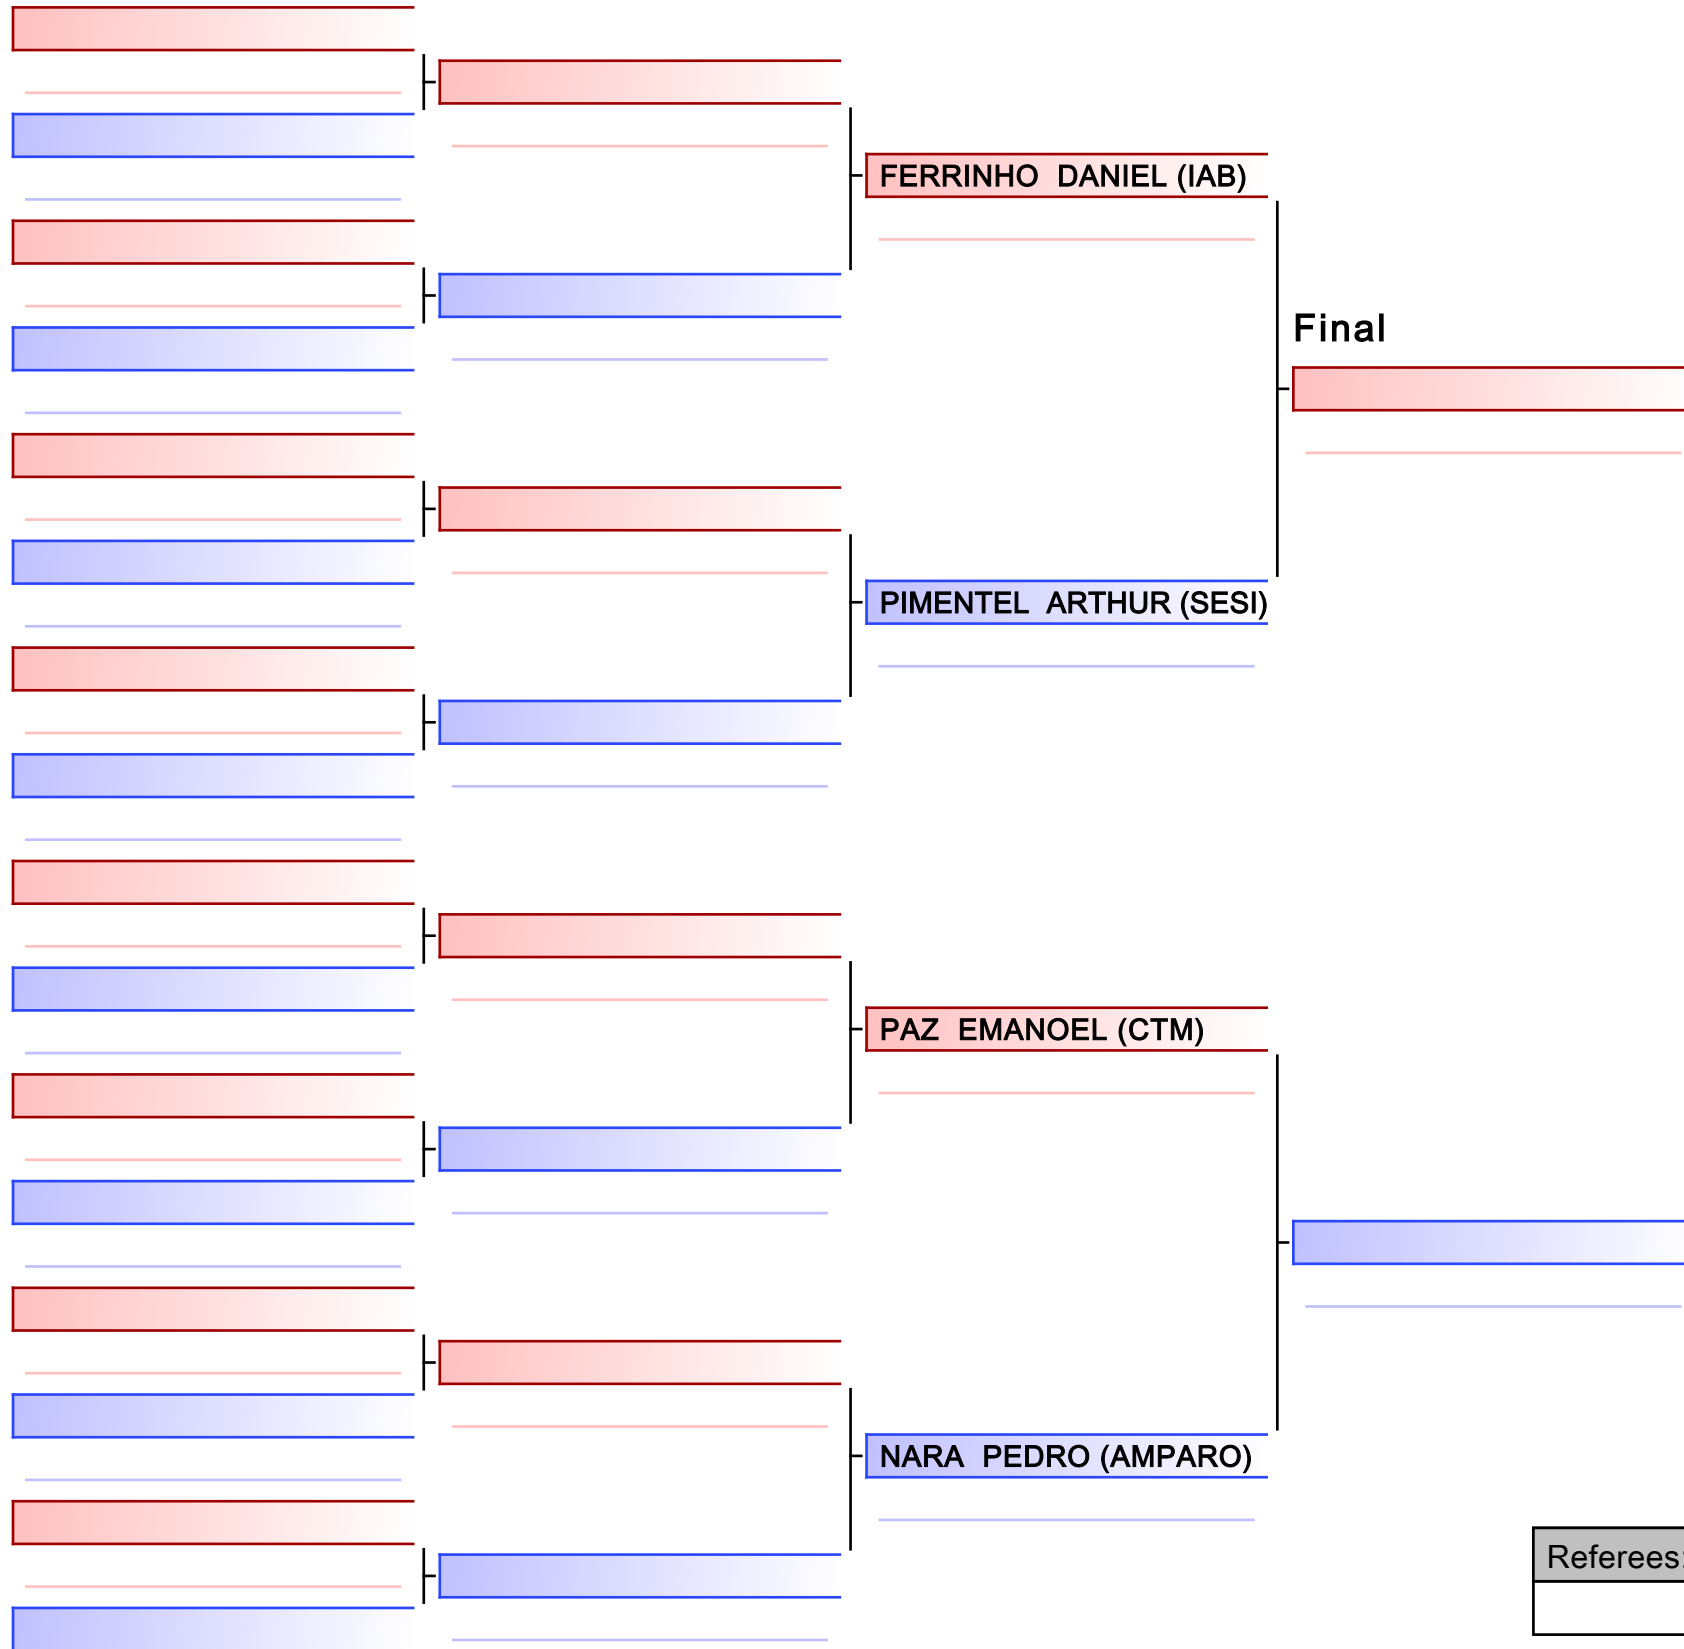 FERRINHO DANIEL (IAB)
Final
PIMENTEL ARTHUR (SESI)
PAZ EMANOEL (CTM)
NARA PEDRO (AMPARO)
Referees: